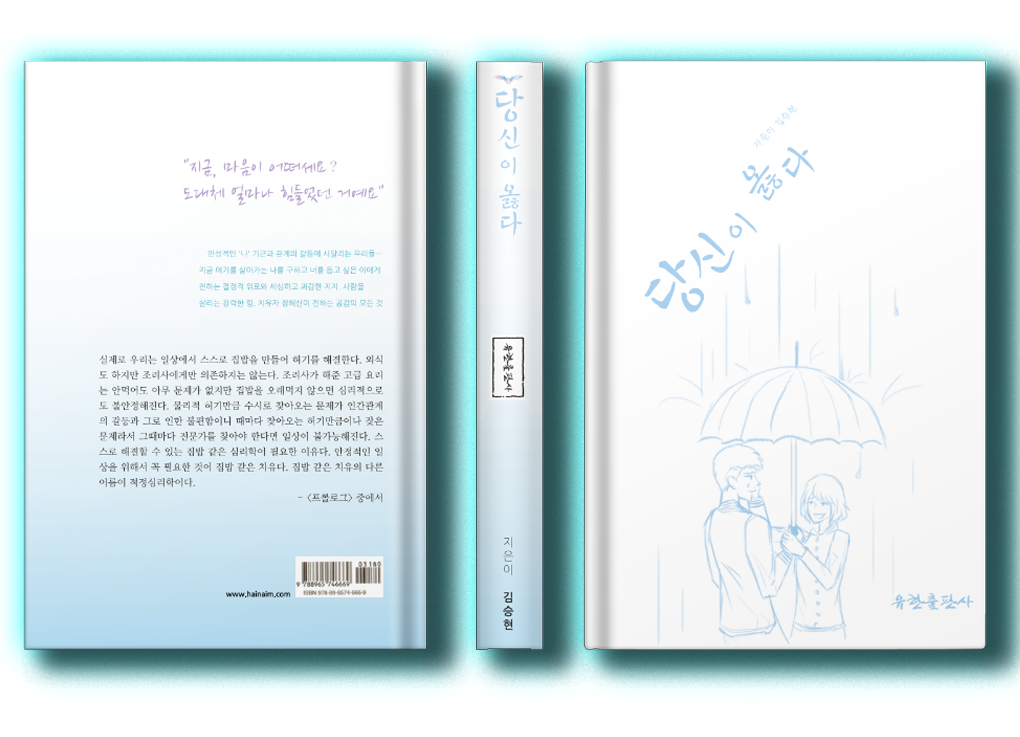 "지금, 마음이 어떠세요?
도대체 얼마나 힘들었던 거예요"
만성적인 '나' 기근과 관계의 갈등에 시달리는 우리들—
지금 여기를 살아가는 나를 구하고 너를 돕고 싶은 이에게
전하는 결정적 위로와 세심하고 과감한 지지. 사람을
살리는 강력한 힘, 치유자 정혜신이 전하는 공감의 모든 것
실제로 우리는 일상에서 스스로 집밥을 만들어 허기를 해결한다. 외식
도 하지만 조리사에게만 의존하지는 않는다. 조리사가 해준 고급 요리
는 안먹어도 아무 문제가 없지만 집밥을 오래먹지 않으면 심리적으로
도 불안정해진다. 물리적 허기만큼 수시로 찾아오는 문제가 인간관계
의 갈등과 그로 인한 불편함이니 때마다 찾아오는 허기만큼이나 잦은
문제라서 그때마다 전문가를 찾아야 한다면 일상이 불가능해진다. 스
스로 해결할 수 있는 집밥 같은 심리학이 필요한 이유다. 안정적인 일
상을 위해서 꼭 필요한 것이 집밥 같은 치유다. 집밥 같은 치유의 다른
이름이 적정심리학이다.
- <프롤로그> 중에서
www.hainaim.com
03180
9 788965 746669
ISBN 978-89-6574-666-9
당신이 옳다
유현출판사
지은이 김승현
지은이 김승현
당신이 옳다
유현출판사